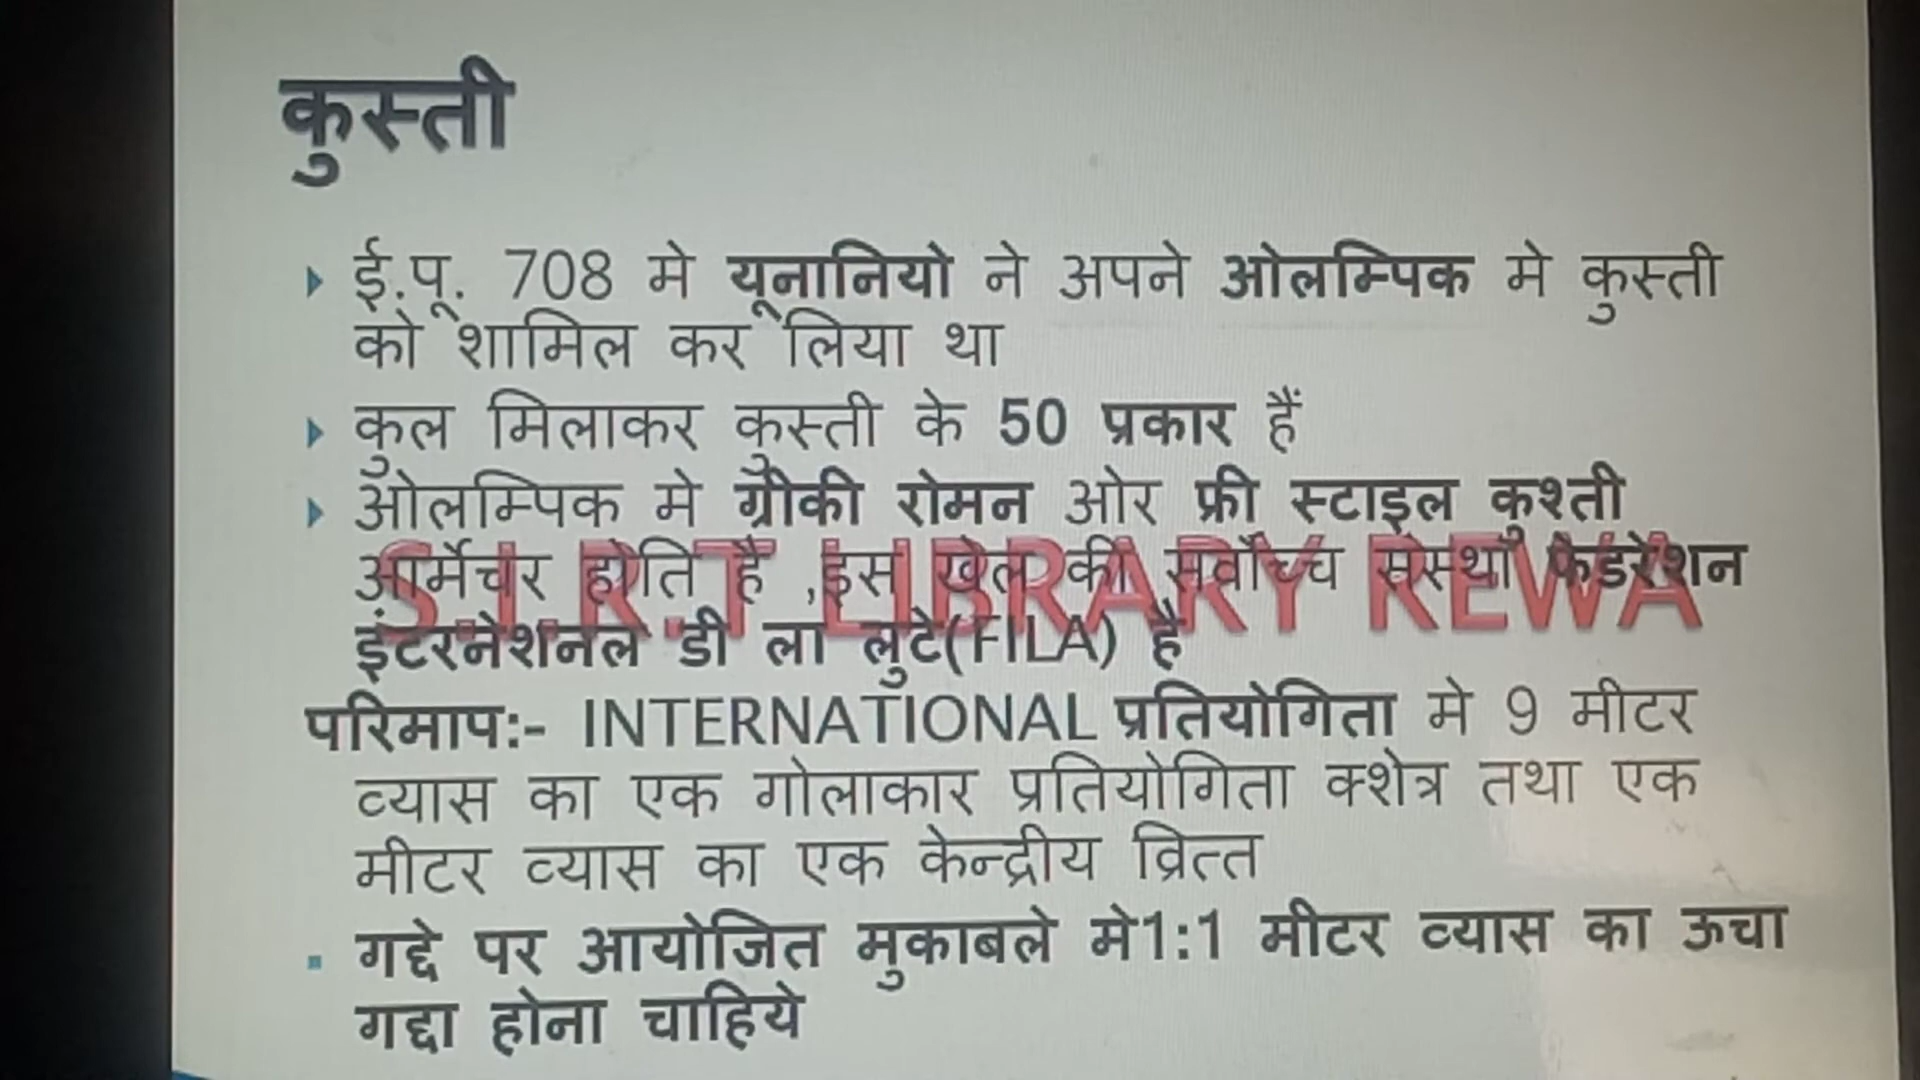 कुस्ती
ई.पू. 708 मे यूनानियो ने अपने ओलम्पिक मे कुस्ती
को शामिल कर लिया था
कुल मिलाकर कुस्ती के 50 प्रकार हैं
ओलम्पिक मे ग्रीकी रोमन ओर फ्री स्टाइल कुश्ती
आर्मेचर होति है ,इस खेल की सर्वोच्च संस्था फेडरेशन
S.I.R.T LIBRARY REWA
इंटरनेशनल डी ला लुटे(FILA) है
परिमाप:- INTERNATIONAL प्रतियोगिता मे 9 मीटर
व्यास का एक गोलाकार प्रतियोगिता क्शेत्र तथा एक
मीटर व्यास का एक केन्द्रीय व्रित्त
गद्दे पर आयोजित मुकाबले मे1:1 मीटर व्यास का ऊचा
गद्दा होना चाहिये